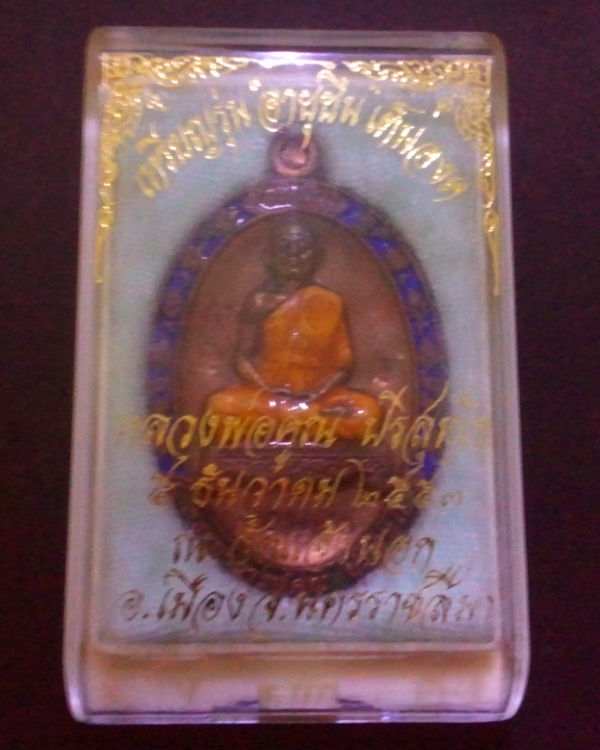 เหรียญรุ่น "อายุยืน" เต็มองค์
หลวงพ่อคูณ ปริสุทโธ
๕ ธันวาคม ๒๕๕๓
อ.เมือง จ.นครราชสีมา